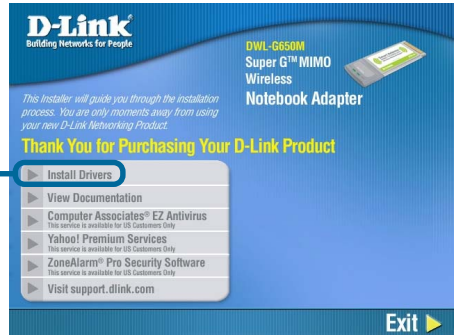 D-Link
Building Networks for People
DWL-G650M
Super G™ MIMO
Wireless
Notebook Adapter
This Installer will guide you through the installation
process. You are only moments away from using
your new D-Link Networking Product.
Thank You for Purchasing Your D-Link Product
Install Drivers
View Documentation
Computer Associates® EZ Antivirus
This service is available for US Customers Only
Yahoo! Premium Services
This service is available for US Customers Only
ZoneAlarm® Pro Security Software
This service is available for US Customers Only
Visit support.dlink.com
Exit